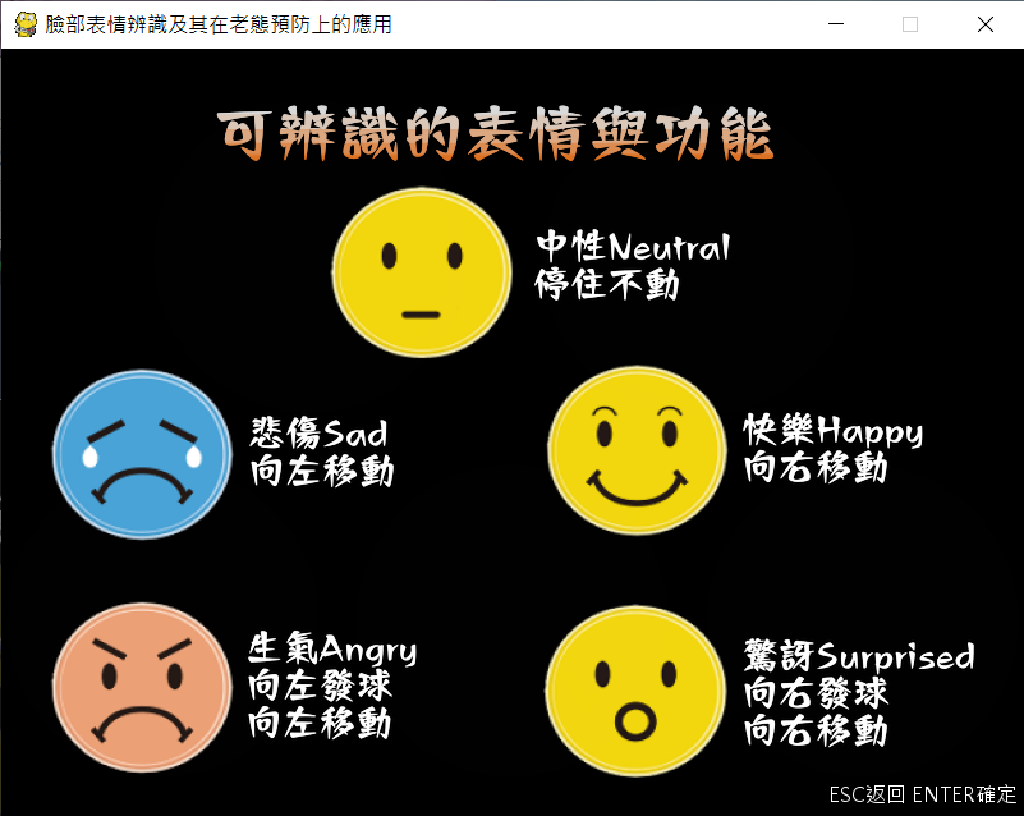 臉部表情辨識及其在老態預防上的應用
可辨識的表情與功能
中性Neutral
停住不動
悲傷Sad
向左移動
快樂Happy
向右移動
生氣Angry
向左發球
向左移動
驚訝Surprised
向右發球
向右移動
ESC返回 ENTER確定